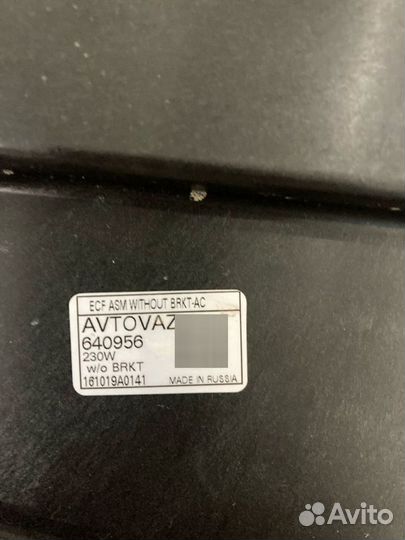 ECF ASM WITHOUT BRKT-AC
AVTOVAZ
640956
230W
w/o BRKT
161019A0141 MADE IN RUSSIA
Avito